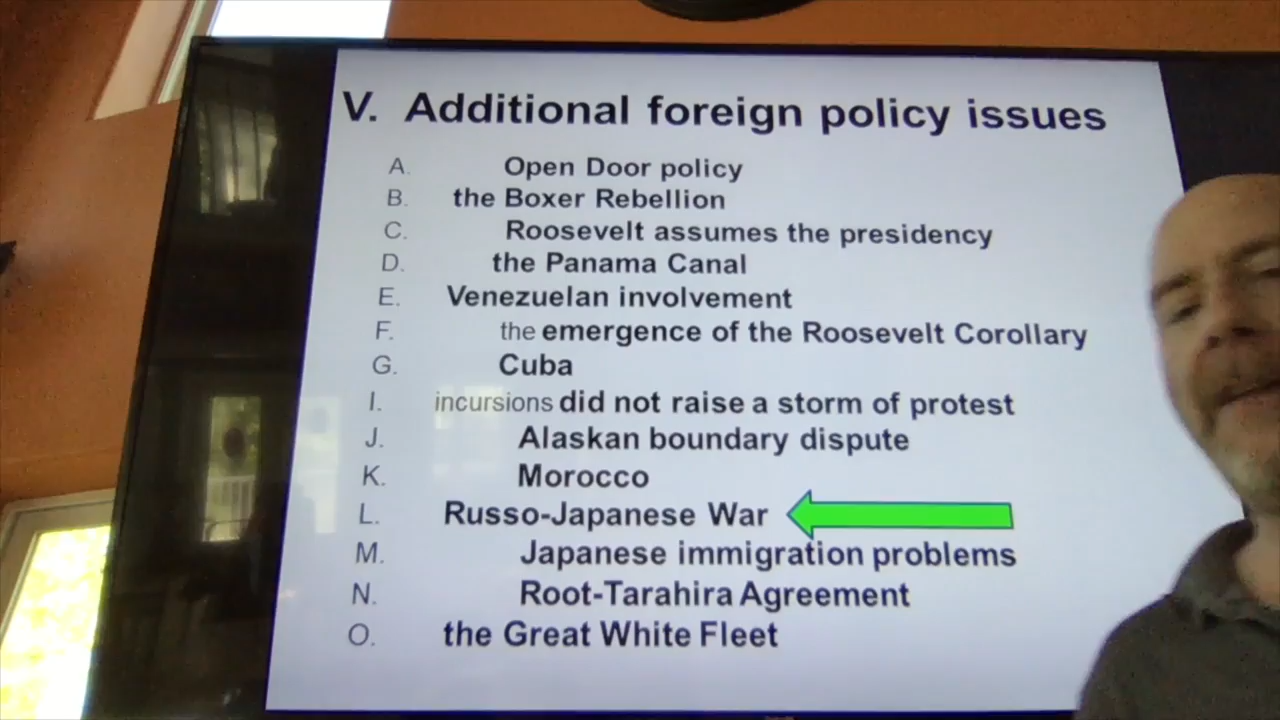 V. Additional foreign policy issues
A. Open Door policy
B. the Boxer Rebellion
C. Roosevelt assumes the presidency
D. the Panama Canal
E. Venezuelan involvement
F. the emergence of the Roosevelt Corollary
G. Cuba
I. incursions did not raise a storm of protest
J. Alaskan boundary dispute
K. Morocco
L. Russo-Japanese War
M. Japanese immigration problems
N. Root-Tarahira Agreement
O. the Great White Fleet